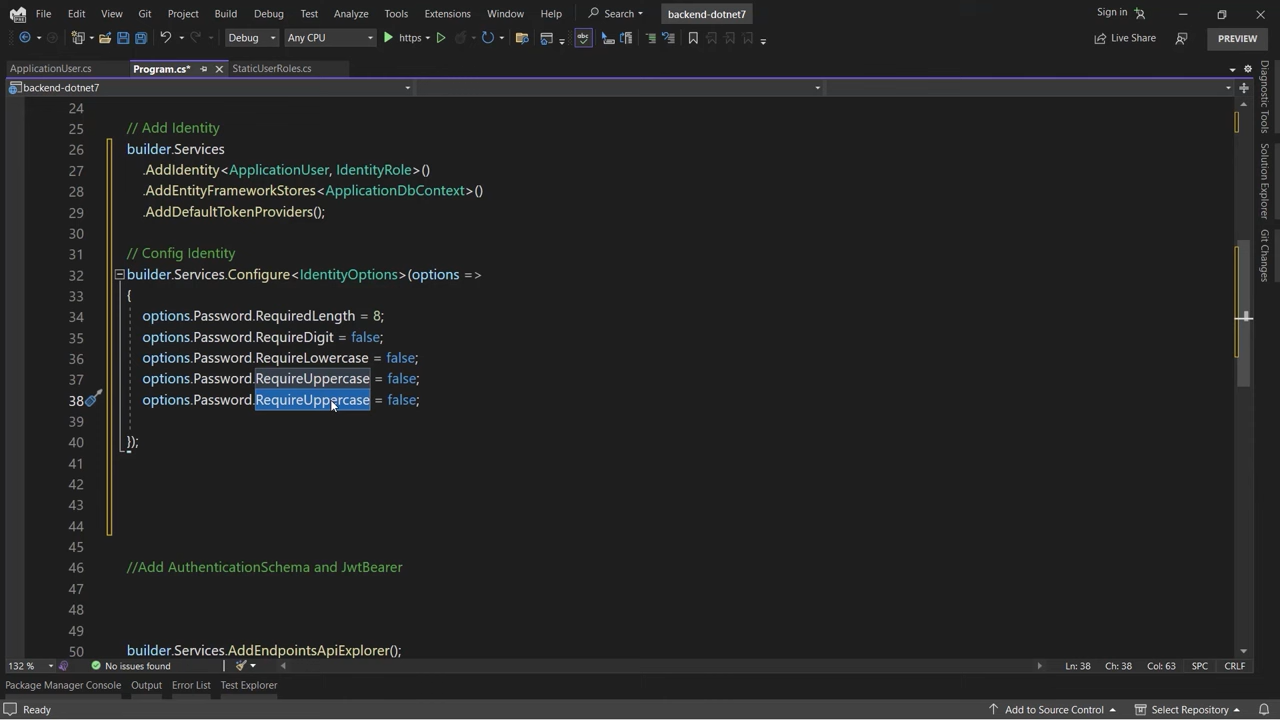 File Edit View Git Project Build Debug Test Analyze Tools Extensions Window Help Search backend-dotnet7 Sign in
Debug Any CPU https abc Live Share PREVIEW
ApplicationUser.cs Program.cs* StaticUserRoles.cs
backend-dotnet7
24
25 // Add Identity
26 builder.Services
27 .AddIdentity<ApplicationUser, IdentityRole>()
28 .AddEntityFrameworkStores<ApplicationDbContext>()
29 .AddDefaultTokenProviders();
30
31 // Config Identity
32 builder.Services.Configure<IdentityOptions>(options =>
33 {
34 options.Password.RequiredLength = 8;
35 options.Password.RequireDigit = false;
36 options.Password.RequireLowercase = false;
37 options.Password.RequireUppercase = false;
38 options.Password.RequireUppercase = false;
39
40 });
41
42
43
44
45
46 //Add AuthenticationSchema and JwtBearer
47
48
49
50 builder.Services.AddEndpointsApiExplorer();
Diagnostic Tools
Solution Explorer
Git Changes
132 % No issues found Ln: 38 Ch: 38 Col: 63 SPC CRLF
Package Manager Console Output Error List Test Explorer
Ready Add to Source Control Select Repository